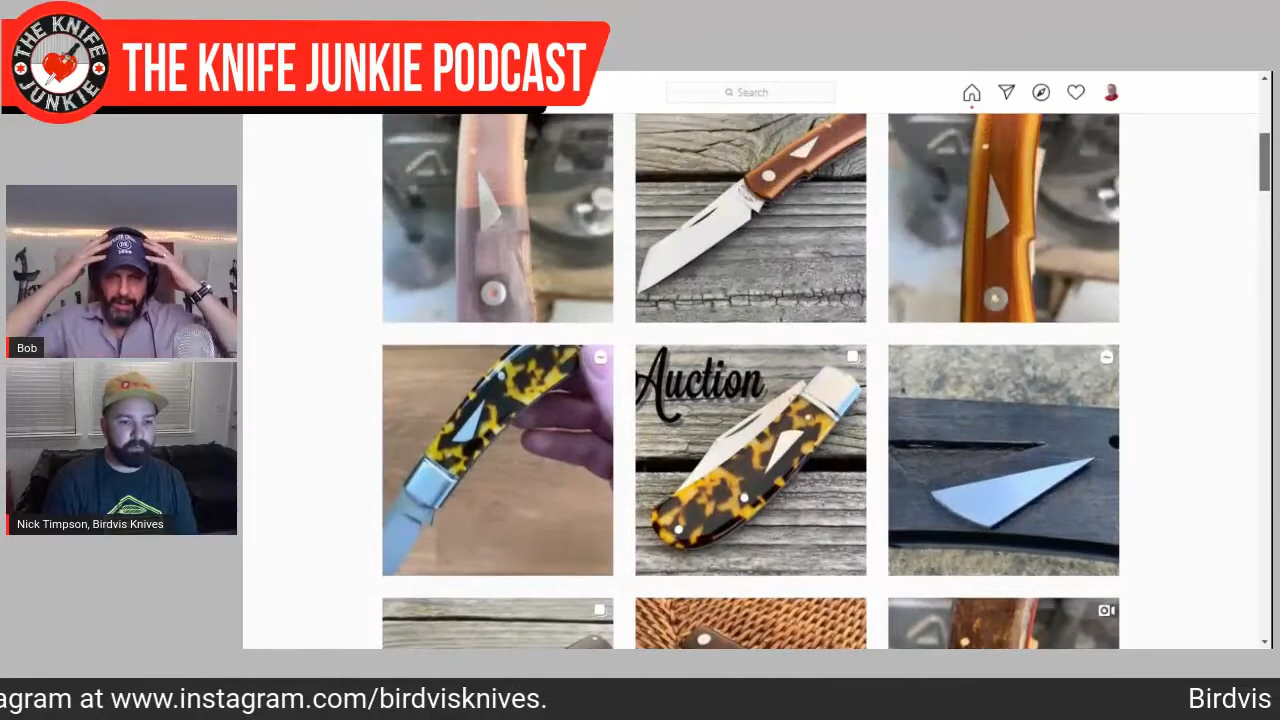 THE KNIFE
JUNKIE
THE KNIFE JUNKIE PODCAST
Search
Bob
Auction
Nick Timpson, Birdvis Knives
agram at www.instagram.com/birdvisknives.
Birdvis